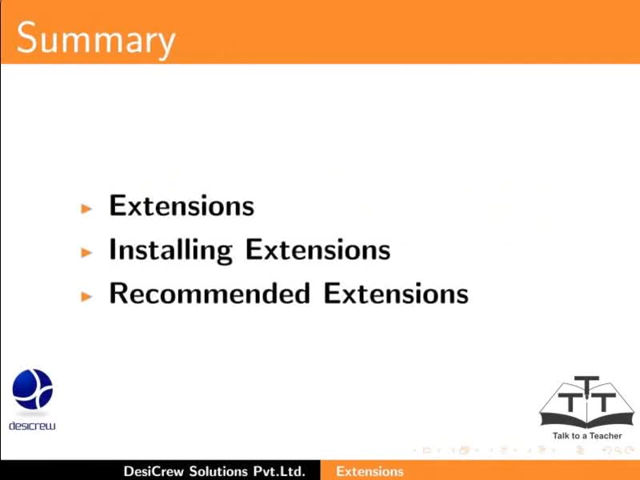 Summary
Extensions
Installing Extensions
Recommended Extensions
desicrew
T
T T
Talk to a Teacher
DesiCrew Solutions Pvt.Ltd. Extensions